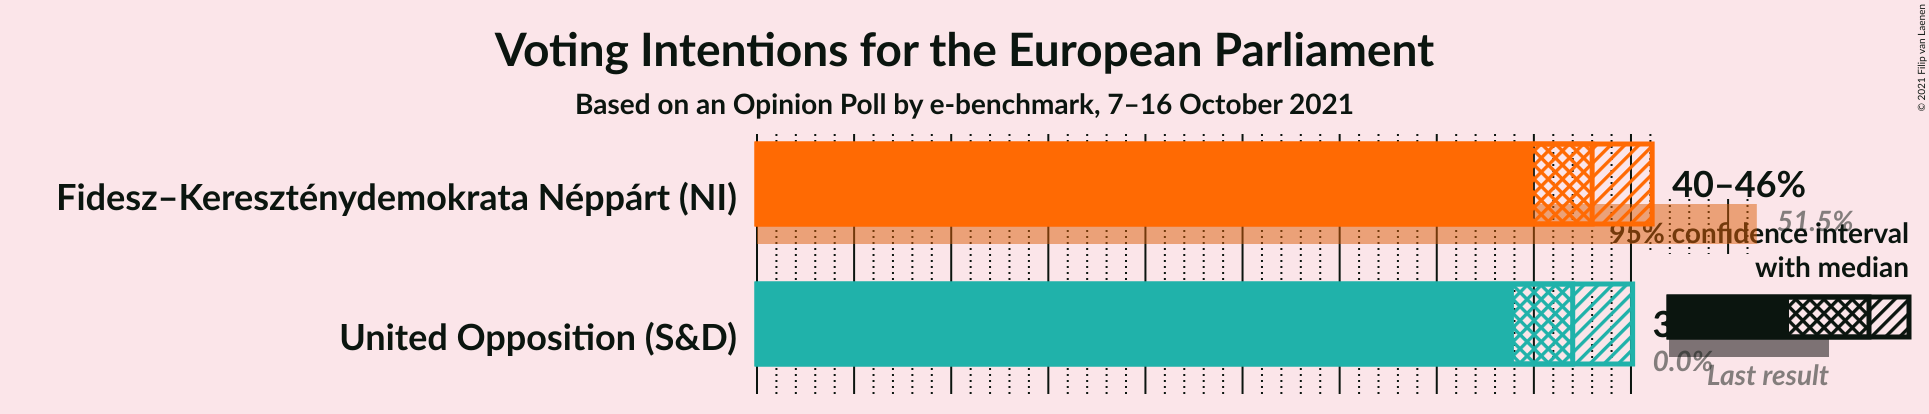 Voting Intentions for the European Parliament
Based on an Opinion Poll by e-benchmark, 7–16 October 2021
© 2021 Filip van Laenen
Fidesz–Kereszténydemokrata Néppárt (NI)
40–46%
51.5%
95% confidence interval
with median
United Opposition (S&D)
3
0.0%
Last result